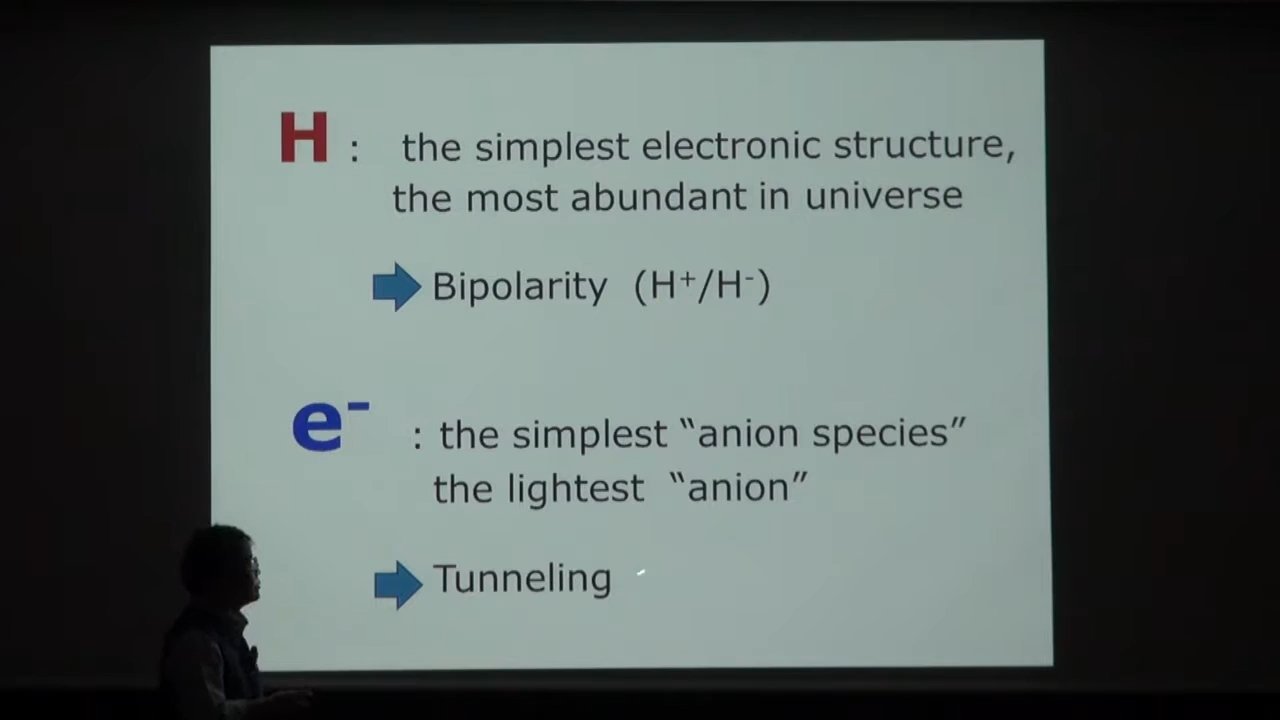 H : the simplest electronic structure,
the most abundant in universe
Bipolarity (H⁺/H⁻)
e⁻ : the simplest “anion species”
the lightest “anion”
Tunneling